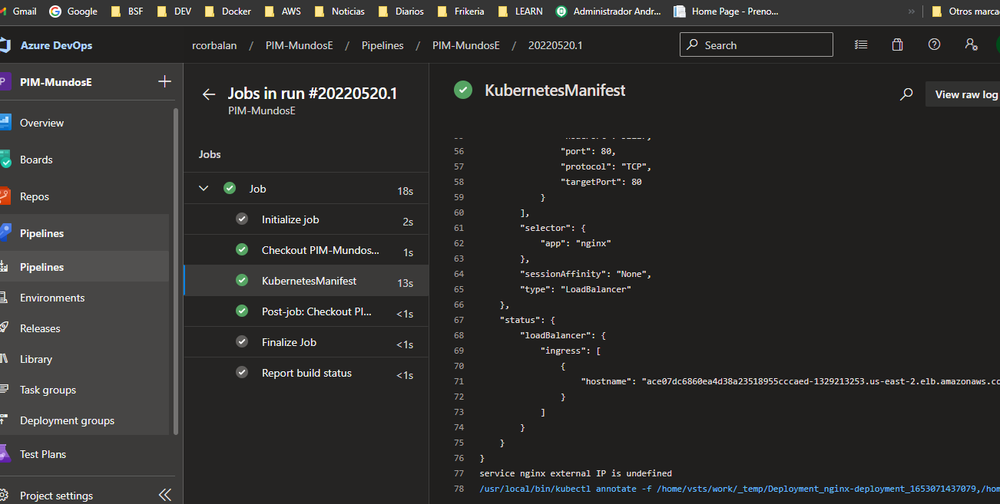 Gmail Google BSF DEV Docker AWS Noticias Diarios Frikeria LEARN Administrador Andr... Home Page - Preno... » Otros marca
Azure DevOps rcorbalan / PIM-MundosE / Pipelines / PIM-MundosE / 20220520.1 Search
P PIM-MundosE +
Overview
Boards
Repos
Pipelines
Pipelines
Environments
Releases
Library
Task groups
Deployment groups
Test Plans
Project settings
Jobs in run #20220520.1
PIM-MundosE
Jobs
Job 18s
Initialize job 2s
Checkout PIM-Mundos... 1s
KubernetesManifest 13s
Post-job: Checkout PI... <1s
Finalize Job <1s
Report build status <1s
KubernetesManifest
View raw log
56 "port": 80,
57 "protocol": "TCP",
58 "targetPort": 80
59 }
60 ],
61 "selector": {
62 "app": "nginx"
63 },
64 "sessionAffinity": "None",
65 "type": "LoadBalancer"
66 },
67 "status": {
68 "loadBalancer": {
69 "ingress": [
70 {
71 "hostname": "ace07dc6860ea4d38a23518955cccaed-1329213253.us-east-2.elb.amazonaws.co
72 }
73 ]
74 }
75 }
76 }
77 service nginx external IP is undefined
78 /usr/local/bin/kubectl annotate -f /home/vsts/work/_temp/Deployment_nginx-deployment_1653071437079,/hom